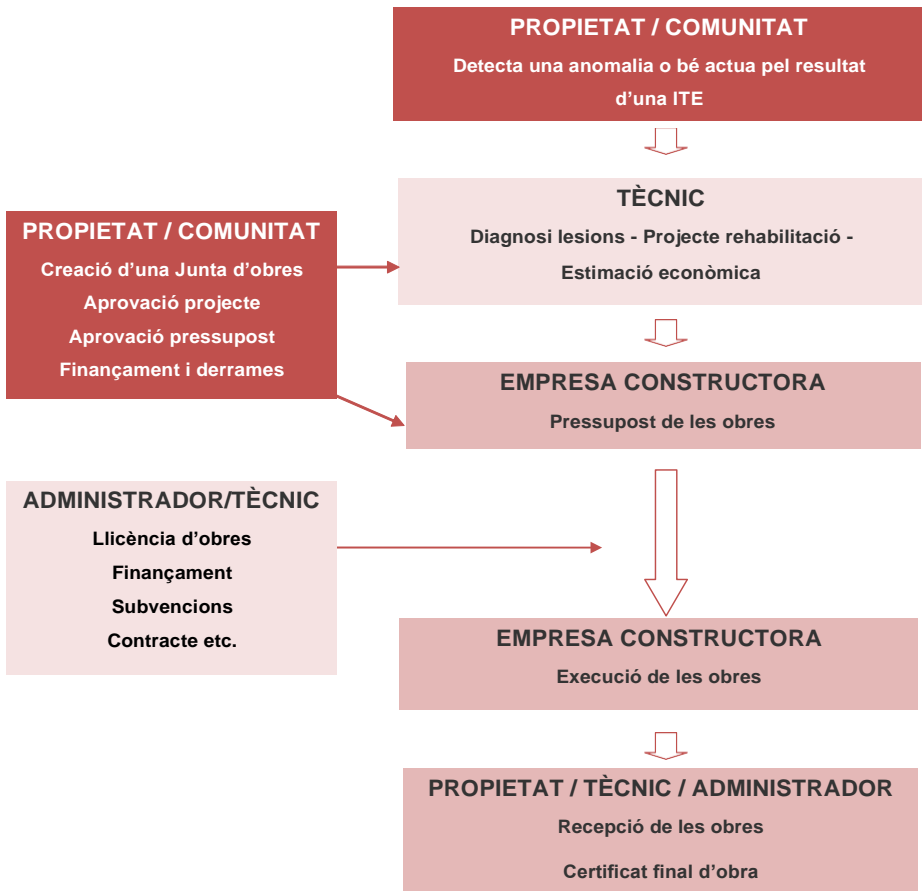 PROPIETAT / COMUNITAT
Detecta una anomalia o bé actua pel resultat
d’una ITE
TÈCNIC
Diagnosi lesions - Projecte rehabilitació -
Estimació econòmica
PROPIETAT / COMUNITAT
Creació d’una Junta d’obres
Aprovació projecte
Aprovació pressupost
Finançament i derrames
EMPRESA CONSTRUCTORA
Pressupost de les obres
ADMINISTRADOR/TÈCNIC
Llicència d’obres
Finançament
Subvencions
Contracte etc.
EMPRESA CONSTRUCTORA
Execució de les obres
PROPIETAT / TÈCNIC / ADMINISTRADOR
Recepció de les obres
Certificat final d’obra